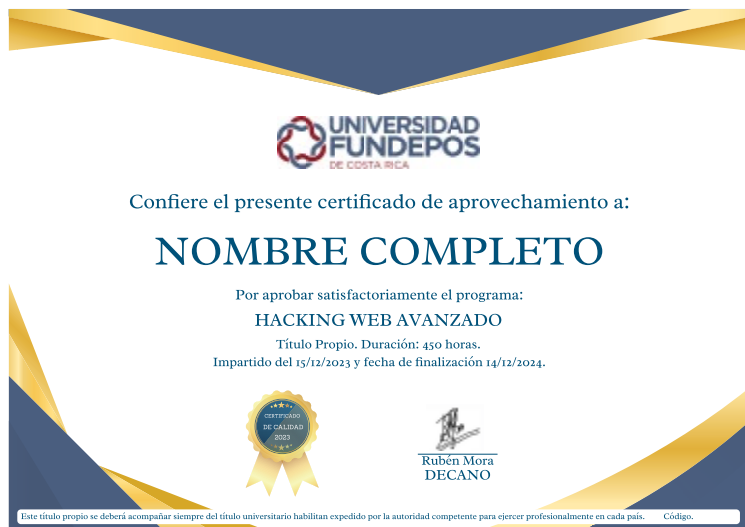 UNIVERSIDAD
FUNDEPOS
DE COSTA RICA
Confiere el presente certificado de aprovechamiento a:
NOMBRE COMPLETO
Por aprobar satisfactoriamente el programa:
HACKING WEB AVANZADO
Título Propio. Duración: 450 horas.
Impartido del 15/12/2023 y fecha de finalización 14/12/2024.
CERTIFICADO
DE CALIDAD
2023
Rubén Mora
DECANO
Este título propio se deberá acompañar siempre del título universitario habilitan expedido por la autoridad competente para ejercer profesionalmente en cada país. Código.